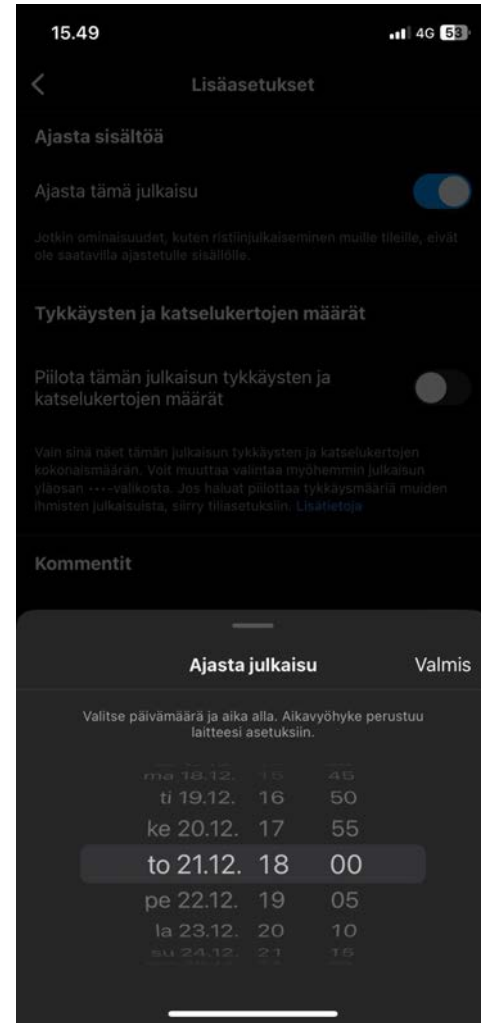 15.49 4G 53
Lisäasetukset
Ajasta sisältöä
Ajasta tämä julkaisu
Jotkin ominaisuudet, kuten ristiinjulkaiseminen muille tileille, eivät
ole saatavilla ajastetulle sisällölle.
Tykkäysten ja katselukertojen määrät
Piilota tämän julkaisun tykkäysten ja
katselukertojen määrät
Vain sinä näet tämän julkaisun tykkäysten ja katselukertojen
kokonaismäärän. Voit muuttaa valintaa myöhemmin julkaisun
yläosan ····-valikosta. Jos haluat piilottaa tykkäysmääriä muiden
ihmisten julkaisuista, siirry tiliasetuksiin. Lisätietoja
Kommentit
Ajasta julkaisu Valmis
Valitse päivämäärä ja aika alla. Aikavyöhyke perustuu
laitteesi asetuksiin.
ma 18.12. 15 45
ti 19.12. 16 50
ke 20.12. 17 55
to 21.12. 18 00
pe 22.12. 19 05
la 23.12. 20 10
su 24.12. 21 15